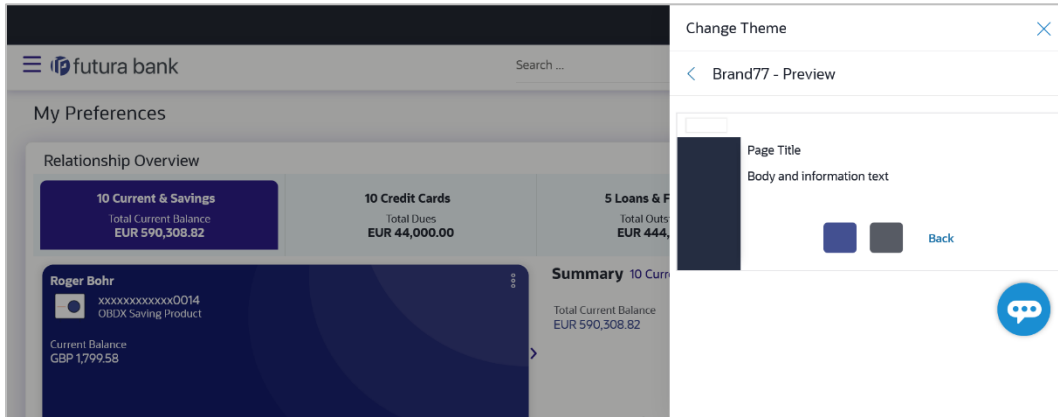 Change Theme
futura bank
Search ...
Brand77 - Preview
My Preferences
Page Title
Body and information text
Back
Relationship Overview
10 Current & Savings
Total Current Balance
EUR 590,308.82
10 Credit Cards
Total Dues
EUR 44,000.00
5 Loans & F
Total Outs
EUR 444,
Roger Bohr
xxxxxxxxxxxx0014
OBDX Saving Product
Current Balance
GBP 1,799.58
Summary 10 Curr
Total Current Balance
EUR 590,308.82